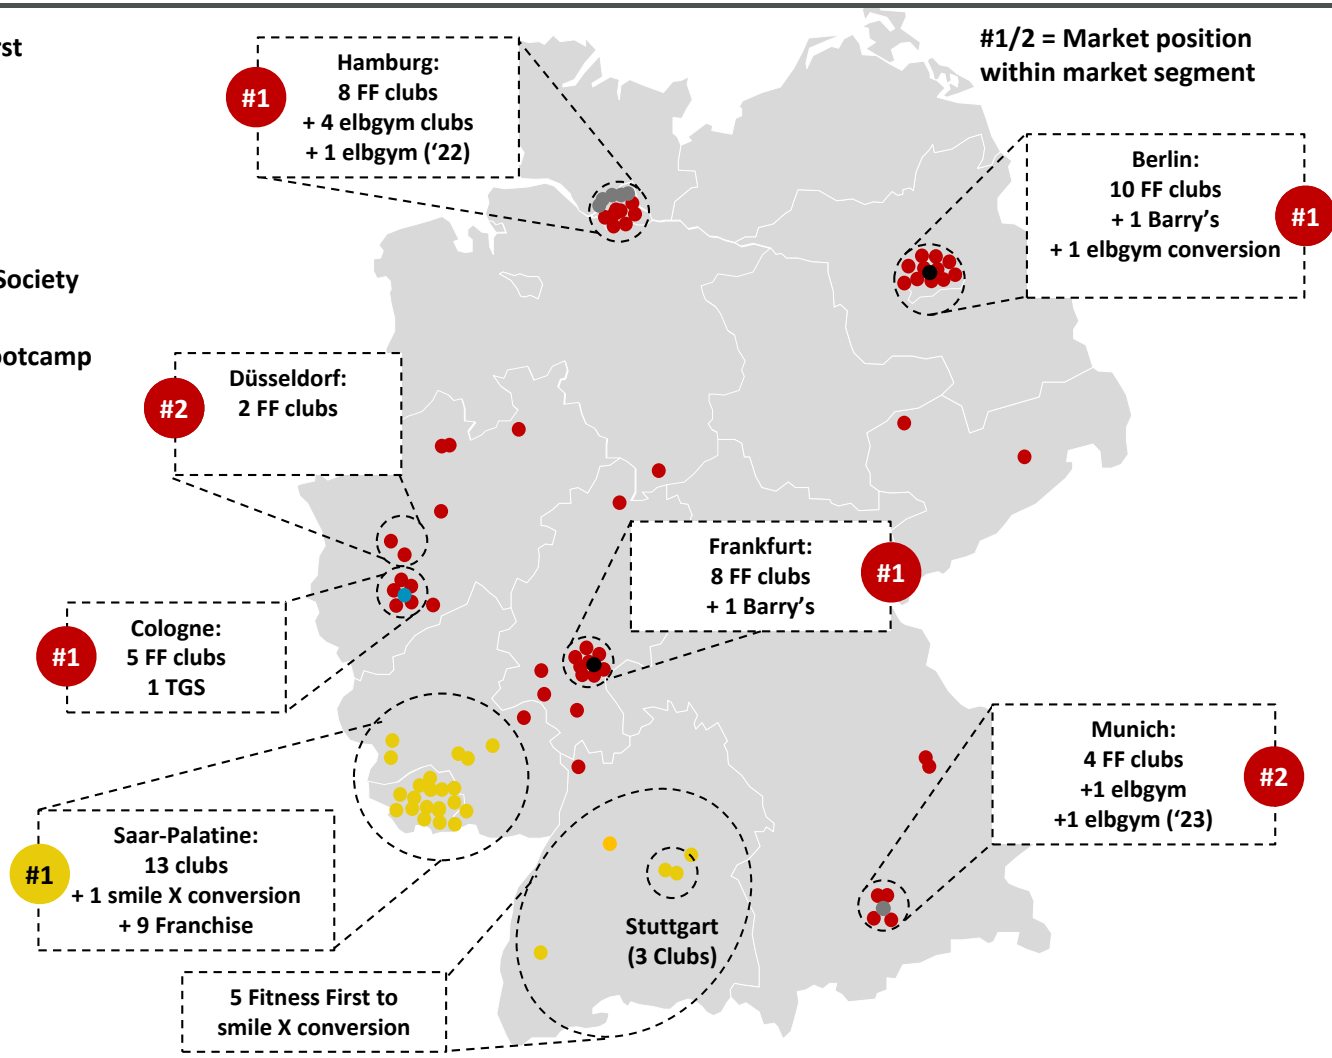 rst
Society
ootcamp
#1/2 = Market position
within market segment
#1
Hamburg:
8 FF clubs
+ 4 elbgym clubs
+ 1 elbgym (‘22)
Berlin:
10 FF clubs
+ 1 Barry’s
+ 1 elbgym conversion
#1
#2
Düsseldorf:
2 FF clubs
Frankfurt:
8 FF clubs
+ 1 Barry’s
#1
#1
Cologne:
5 FF clubs
1 TGS
Munich:
4 FF clubs
+1 elbgym
+1 elbgym (‘23)
#2
#1
Saar-Palatine:
13 clubs
+ 1 smile X conversion
+ 9 Franchise
Stuttgart
(3 Clubs)
5 Fitness First to
smile X conversion